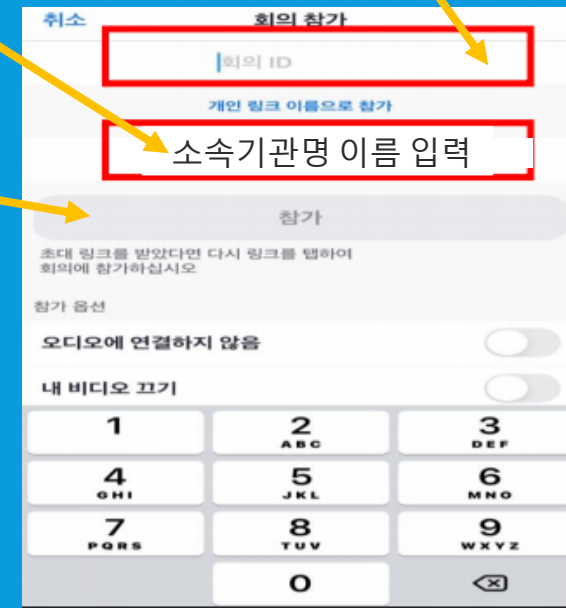 취소 회의 참가
회의 ID
개인 링크 이름으로 참가
소속기관명 이름 입력
참가
초대 링크를 받았다면 다시 링크를 탭하여
회의에 참가하십시오
참가 옵션
오디오에 연결하지 않음
내 비디오 끄기
1 2 3
ABC DEF
4 5 6
GHI JKL MNO
7 8 9
PQRS TUV WXYZ
0